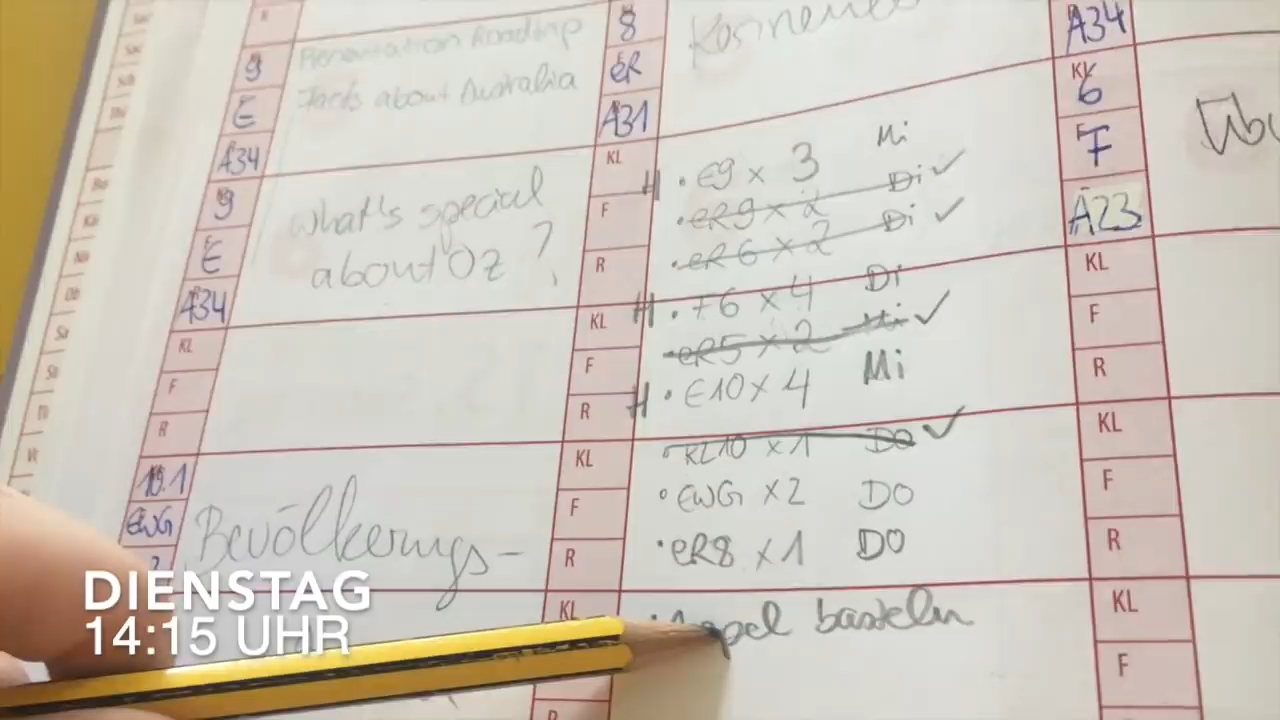 R
9
E
A34
Facts about Australia
9
E
A34
What's special
about Oz ?
KL
F
R
10.1
EWG
Bevölkerungs-
8
eR
A31
KL
F
R
KL
F
R
KL
F
R
KL
R
H · E9 x 3 Mi
· eR9 x 2 Di ✓
· eR6 x 2 Di ✓
H · F6 x 4 Di
· eR5 x 2 Mi ✓
H · E10 x 4 Mi
· KL10 x 1 Do ✓
· EWG x 2 DO
· eR8 x 1 DO
basteln
A34
KL
6
F
A23
KL
F
R
KL
F
R
KL
F
DIENSTAG
14:15 UHR